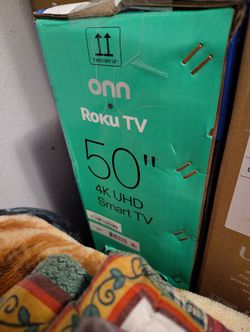 THIS WAY UP
onn
ROKU TV
50"
4K UHD
Smart TV